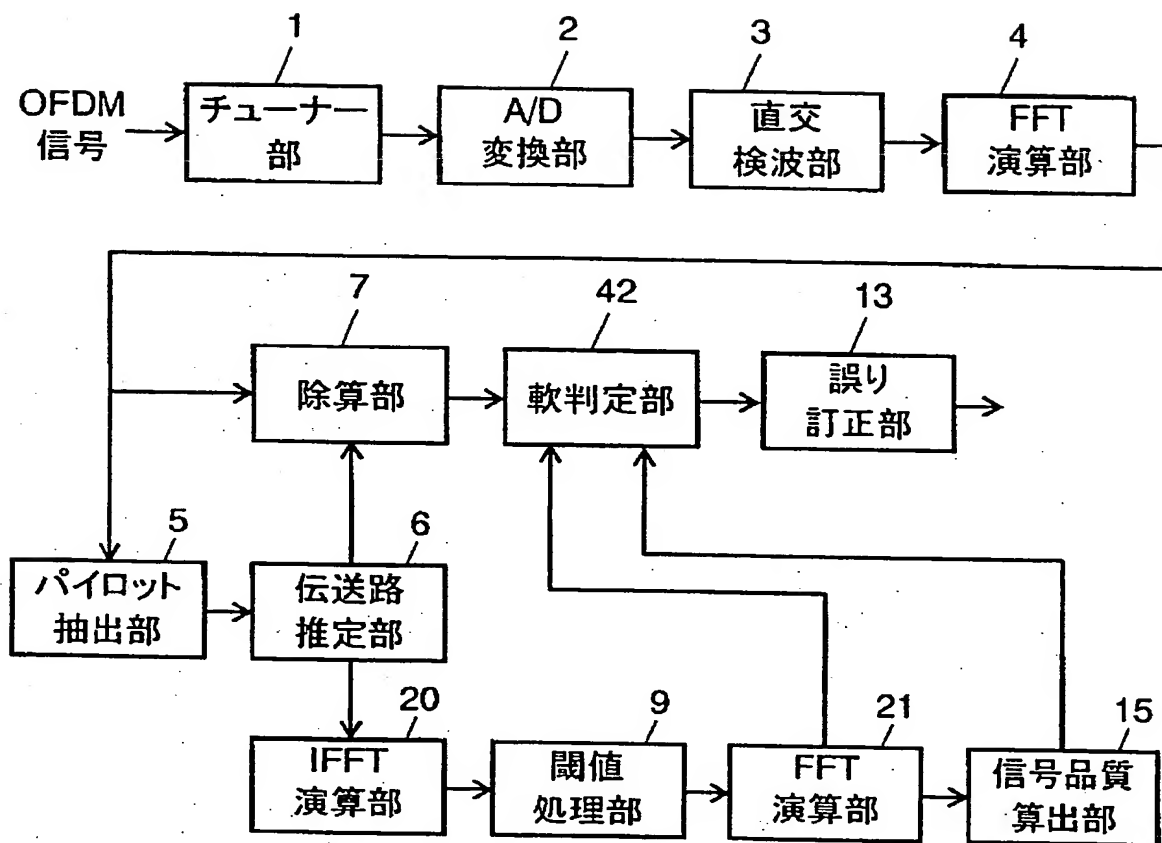 1
2
3
4
OFDM
信号
チューナー
部
A/D
変換部
直交
検波部
FFT
演算部
7
42
13
除算部
軟判定部
誤り
訂正部
5
6
パイロット
抽出部
伝送路
推定部
20
9
21
15
IFFT
演算部
閾値
処理部
FFT
演算部
信号品質
算出部